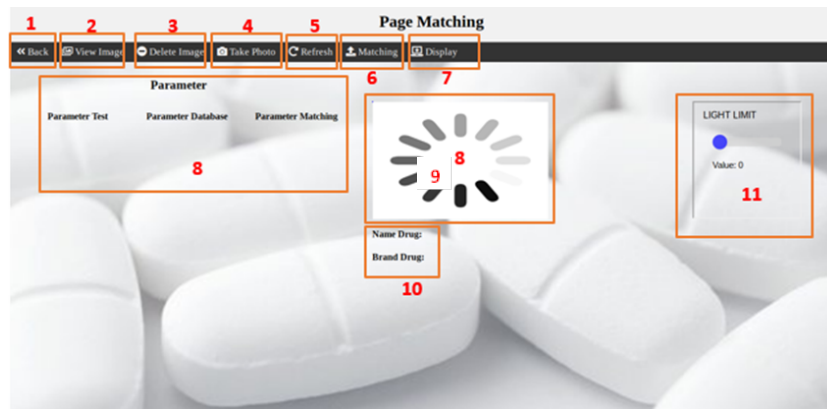 Page Matching
1 2 3 4 5
Back View Image Delete Image Take Photo Refresh Matching Display
6 7
Parameter
Parameter Test Parameter Database Parameter Matching
8
8
9
Name Drug:
Brand Drug:
10
LIGHT LIMIT
Value: 0
11